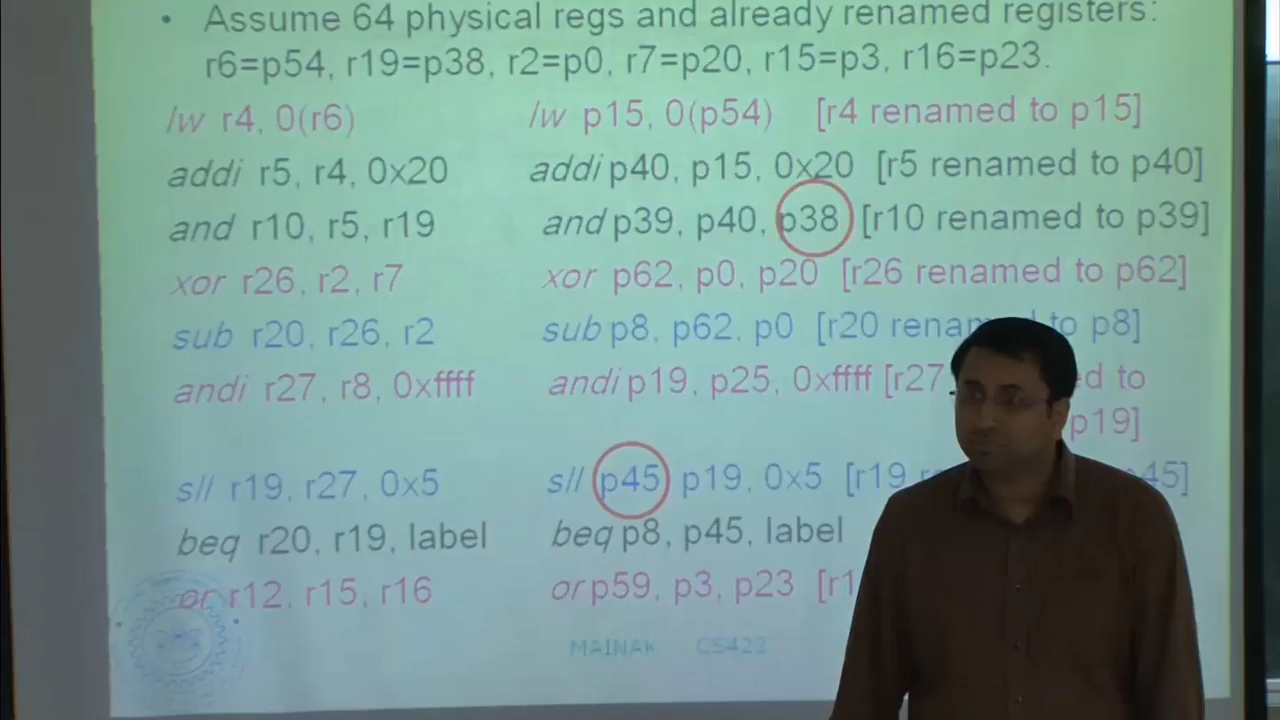 • Assume 64 physical regs and already renamed registers:
r6=p54, r19=p38, r2=p0, r7=p20, r15=p3, r16=p23.
lw r4, 0(r6) lw p15, 0(p54) [r4 renamed to p15]
addi r5, r4, 0x20 addi p40, p15, 0x20 [r5 renamed to p40]
and r10, r5, r19 and p39, p40, p38 [r10 renamed to p39]
xor r26, r2, r7 xor p62, p0, p20 [r26 renamed to p62]
sub r20, r26, r2 sub p8, p62, p0 [r20 to p8]
andi r27, r8, 0xffff andi p19, p25, 0xffff [r27 to
p19]
sll r19, r27, 0x5 sll p45, p19, 0x5 [r19 p45]
beq r20, r19, label beq p8, p45, label
or r12, r15, r16 or p59, p3, p23
MAINAK CS422